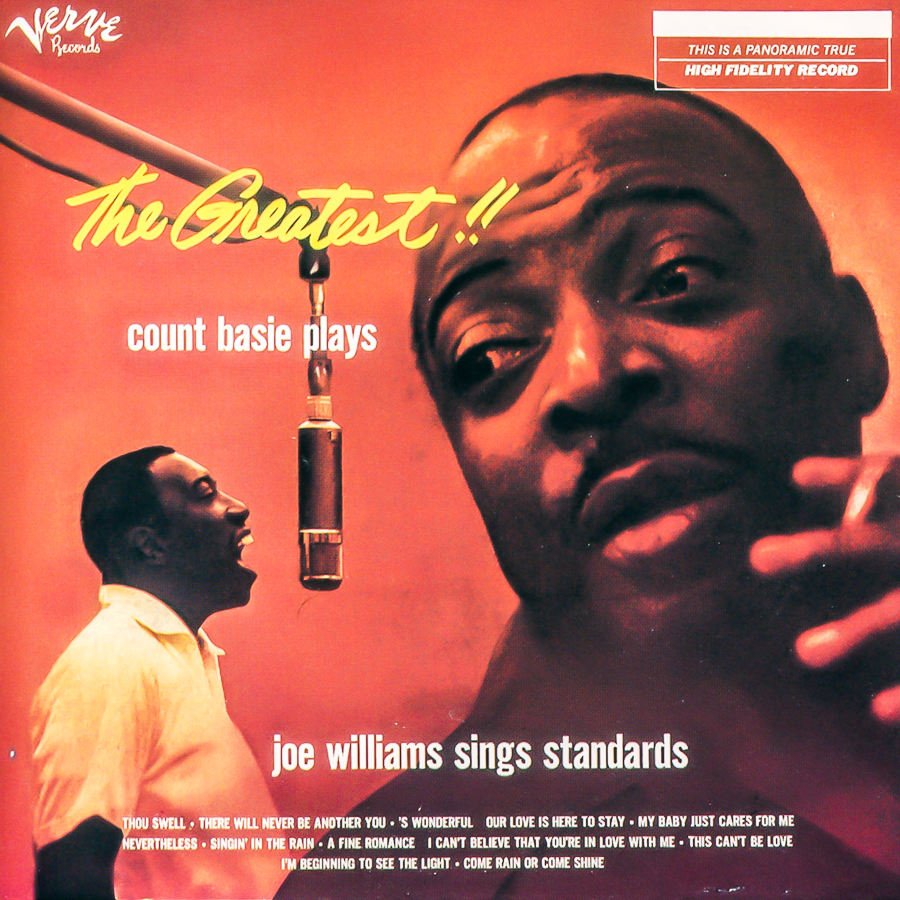 Verve
Records
THIS IS A PANORAMIC TRUE
HIGH FIDELITY RECORD
The Greatest!!
count basie plays
joe williams sings standards
THOU SWELL • THERE WILL NEVER BE ANOTHER YOU • 'S WONDERFUL OUR LOVE IS HERE TO STAY • MY BABY JUST CARES FOR ME
NEVERTHELESS • SINGIN' IN THE RAIN • A FINE ROMANCE I CAN'T BELIEVE THAT YOU'RE IN LOVE WITH ME • THIS CAN'T BE LOVE
I'M BEGINNING TO SEE THE LIGHT • COME RAIN OR COME SHINE